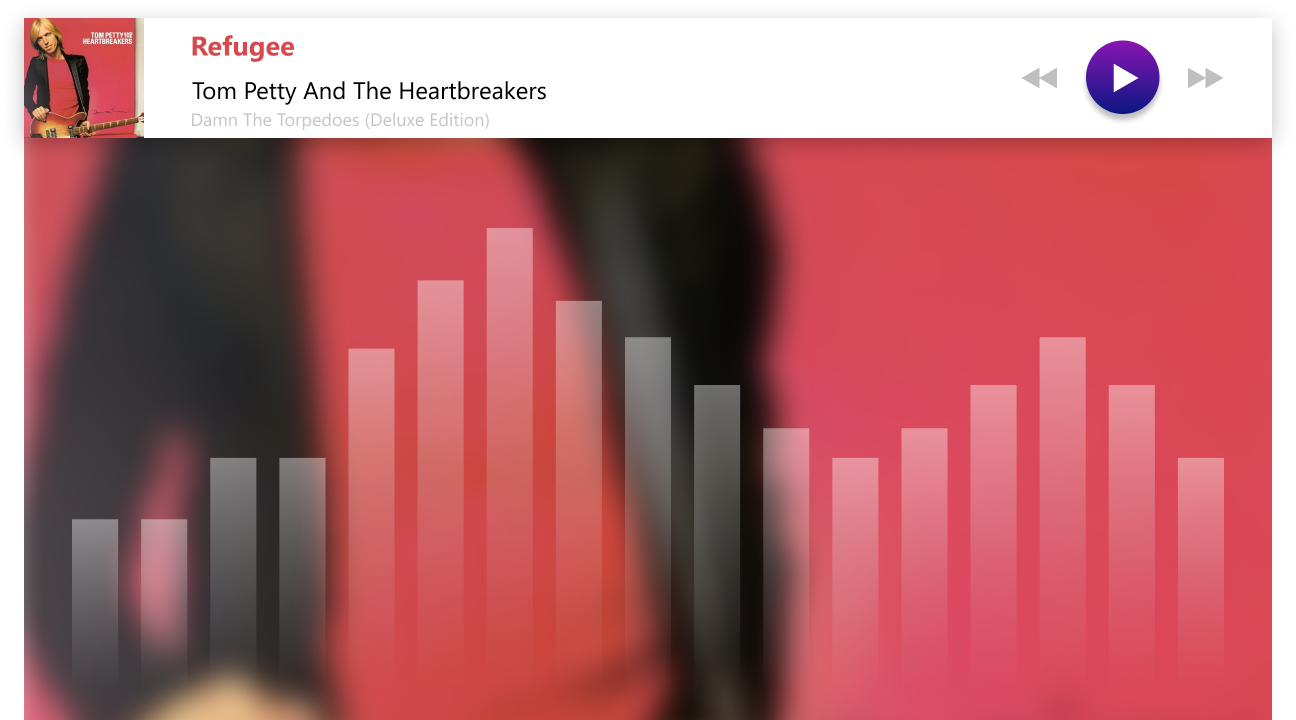 TOM PETTY AND THE
HEARTBREAKERS
Refugee
Tom Petty And The Heartbreakers
Damn The Torpedoes (Deluxe Edition)